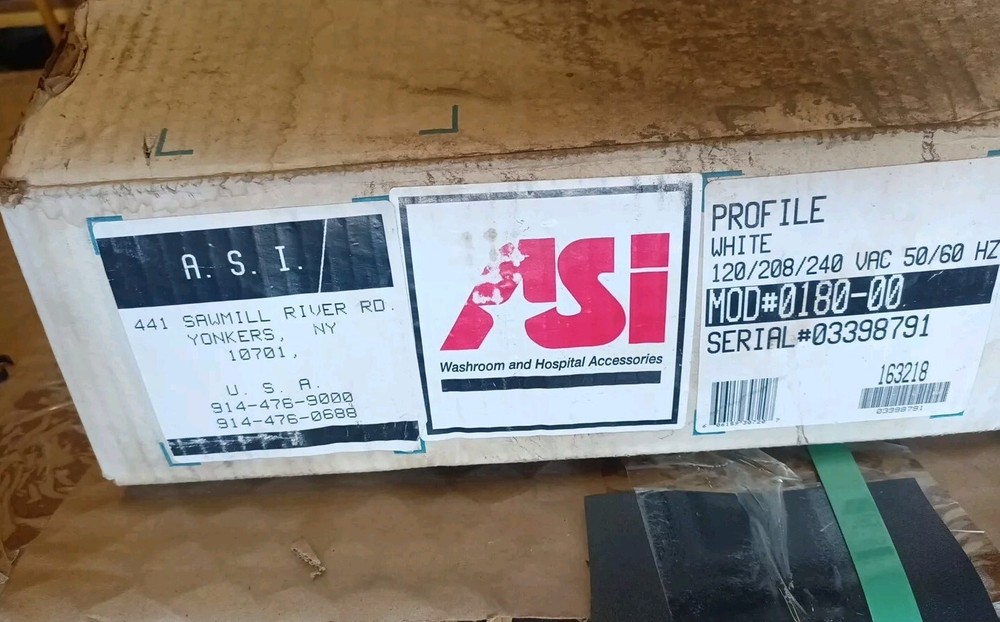 A. S. I.
441 SAWMILL RIVER RD.
YONKERS, NY
10701,
U. S. A.
914-476-9000
914-476-0688
ASI
Washroom and Hospital Accessories
PROFILE
WHITE
120/208/240 VAC 50/60 HZ
MOD#0180-00
SERIAL#03398791
163218
03398791